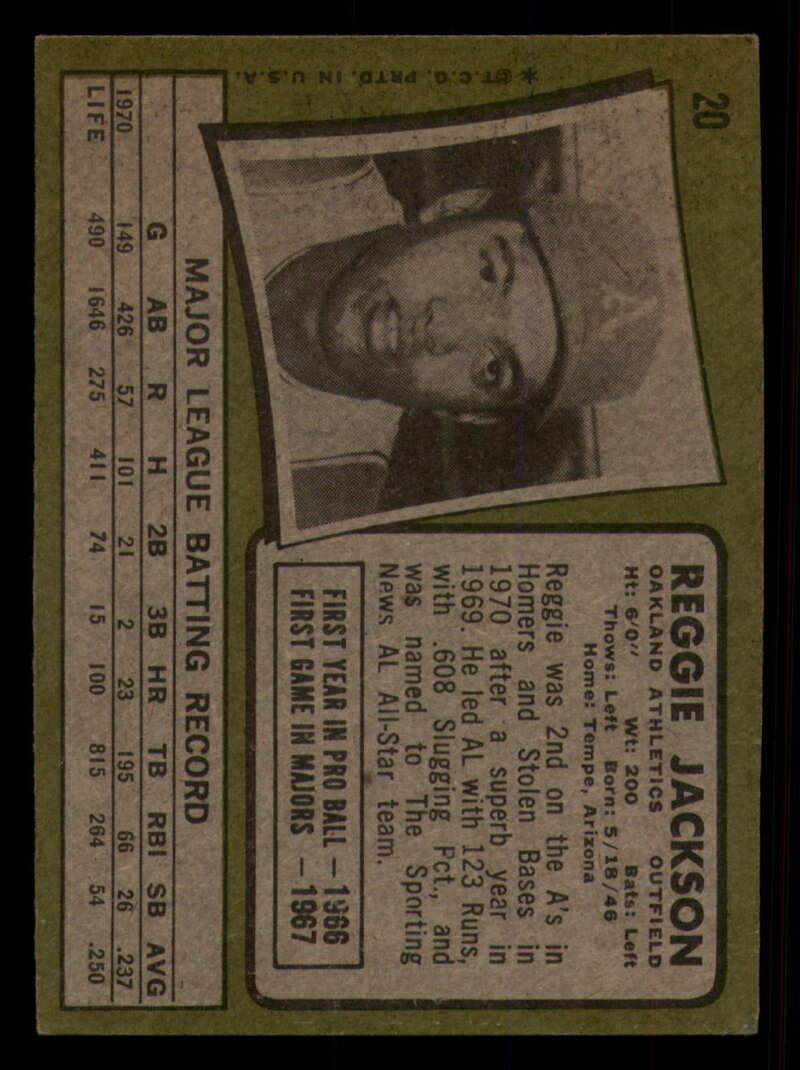 20
REGGIE JACKSON
OAKLAND ATHLETICS OUTFIELD
Ht: 6'0" Wt: 200 Bats: Left
Thows: Left Born: 5/18/46
Home: Tempe, Arizona
Reggie was 2nd on the A's in
Homers and Stolen Bases in
1970 after a superb year in
1969. He led AL with 123 Runs,
with .608 Slugging Pct., and
was named to The Sporting
News AL All-Star team.
FIRST YEAR IN PRO BALL — 1966
FIRST GAME IN MAJORS — 1967
A
MAJOR LEAGUE BATTING RECORD
G AB R H 2B 3B HR TB RBI SB AVG
1970 149 426 57 101 21 2 23 195 66 26 .237
LIFE 490 1646 275 411 74 15 100 815 264 54 .250
* ©T.C.G. PRTD. IN U.S.A.